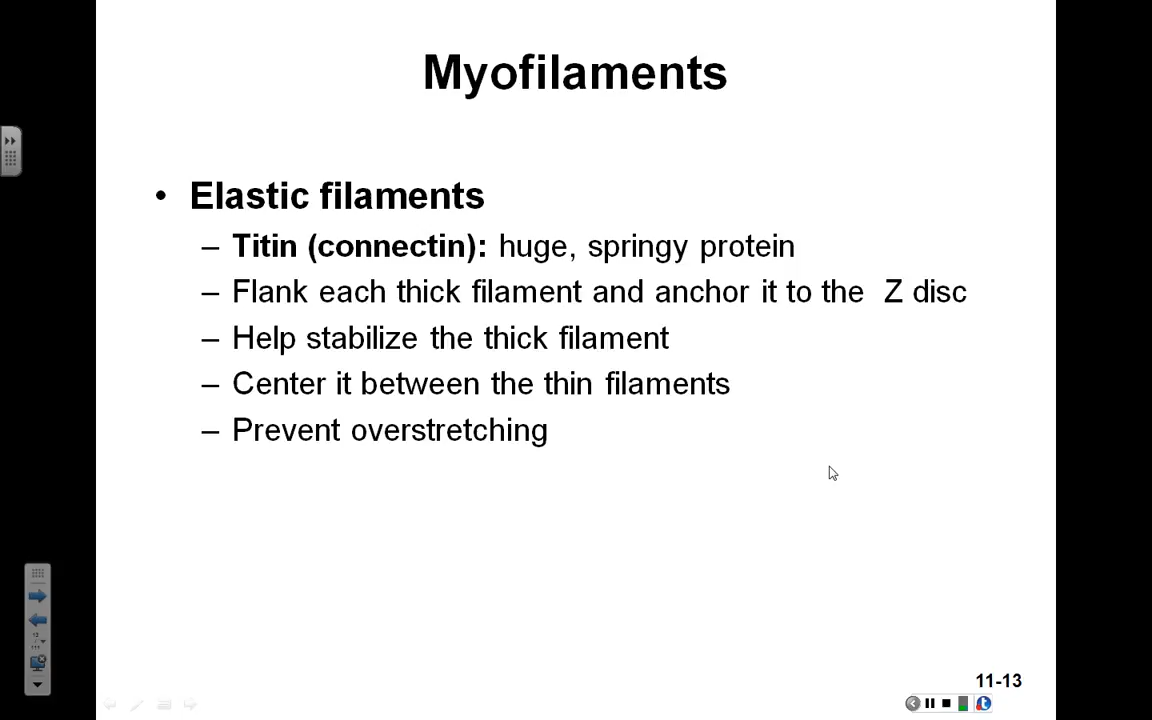 Myofilaments
• Elastic filaments
– Titin (connectin): huge, springy protein
– Flank each thick filament and anchor it to the Z disc
– Help stabilize the thick filament
– Center it between the thin filaments
– Prevent overstretching
11-13